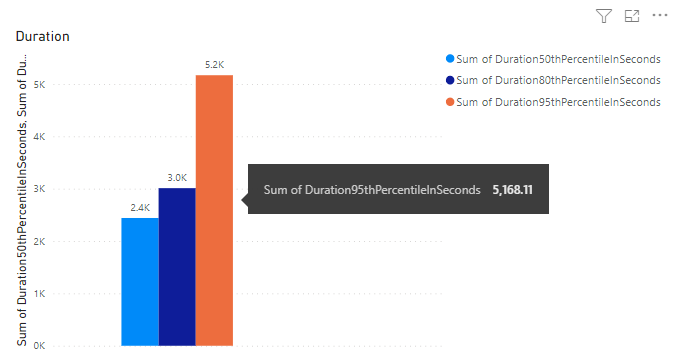 Duration
Sum of Duration50thPercentileInSeconds, Sum of Du...
5K
4K
3K
2K
1K
0K
2.4K
3.0K
5.2K
Sum of Duration50thPercentileInSeconds
Sum of Duration80thPercentileInSeconds
Sum of Duration95thPercentileInSeconds
Sum of Duration95thPercentileInSeconds 5,168.11